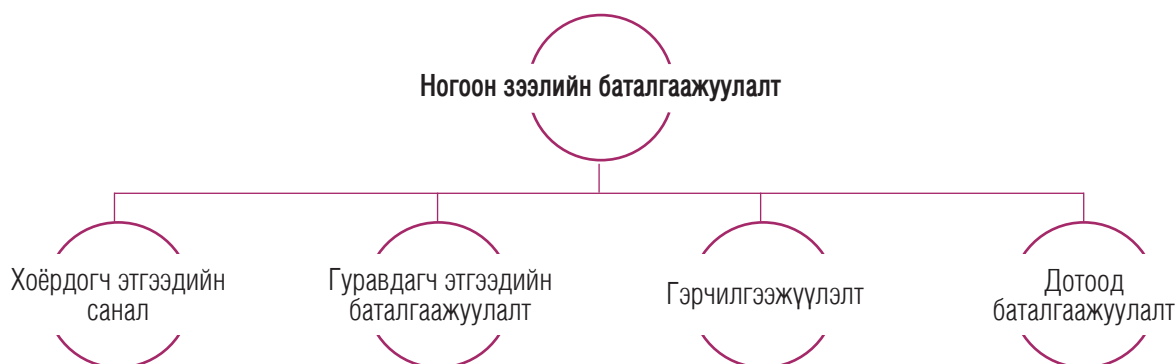 Ногоон зээлийн баталгаажуулалт
Хоёрдогч этгээдийн
санал
Гуравдагч этгээдийн
баталгаажуулалт
Гэрчилгээжүүлэлт
Дотоод
баталгаажуулалт